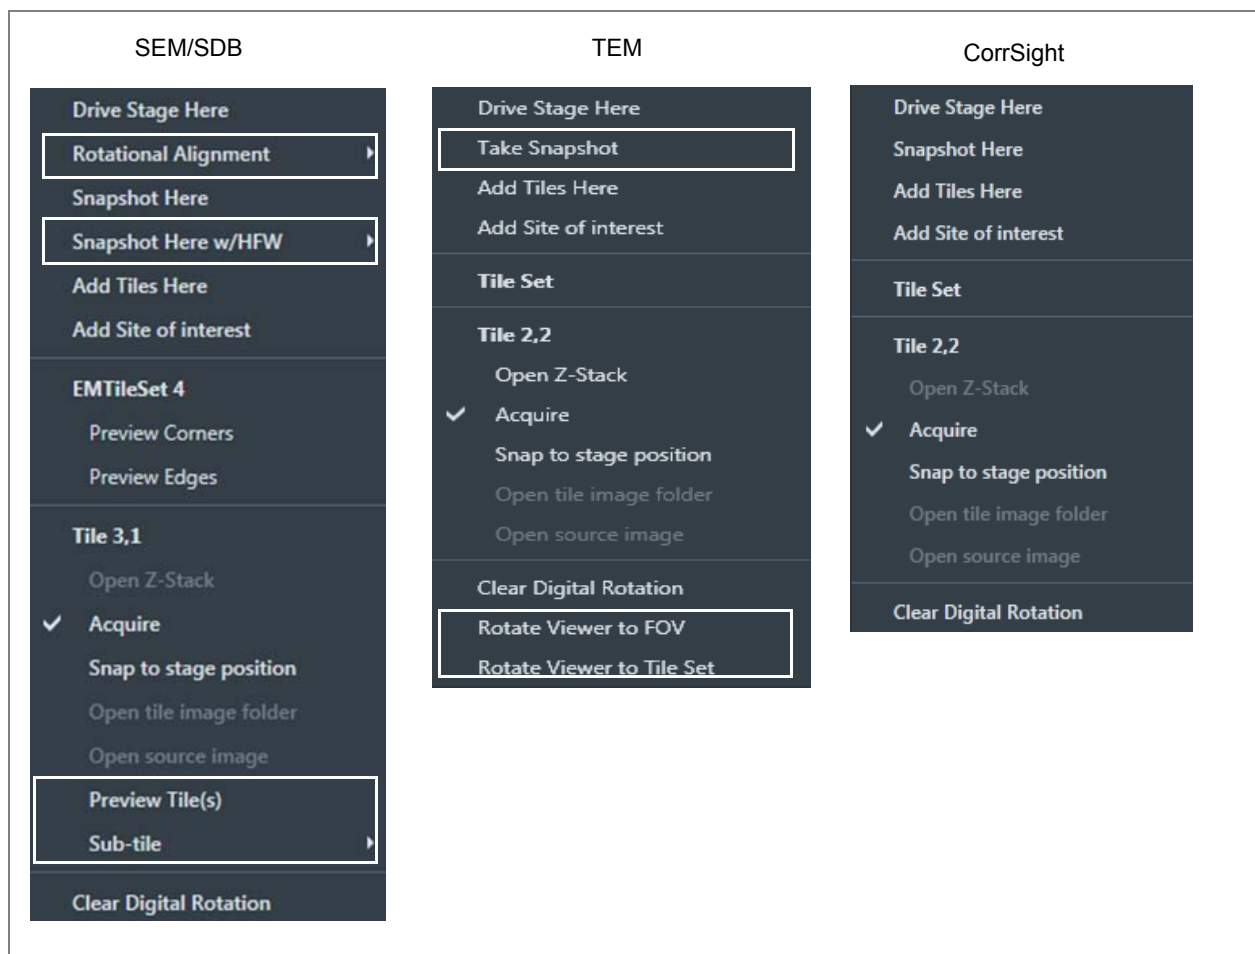 SEM/SDB
Drive Stage Here
Rotational Alignment
Snapshot Here
Snapshot Here w/HFW
Add Tiles Here
Add Site of interest
EMTileSet 4
Preview Corners
Preview Edges
Tile 3,1
Open Z-Stack
Acquire
Snap to stage position
Open tile image folder
Open source image
Preview Tile(s)
Sub-tile
Clear Digital Rotation
TEM
Drive Stage Here
Take Snapshot
Add Tiles Here
Add Site of interest
Tile Set
Tile 2,2
Open Z-Stack
Acquire
Snap to stage position
Open tile image folder
Open source image
Clear Digital Rotation
Rotate Viewer to FOV
Rotate Viewer to Tile Set
CorrSight
Drive Stage Here
Snapshot Here
Add Tiles Here
Add Site of interest
Tile Set
Tile 2,2
Open Z-Stack
Acquire
Snap to stage position
Open tile image folder
Open source image
Clear Digital Rotation